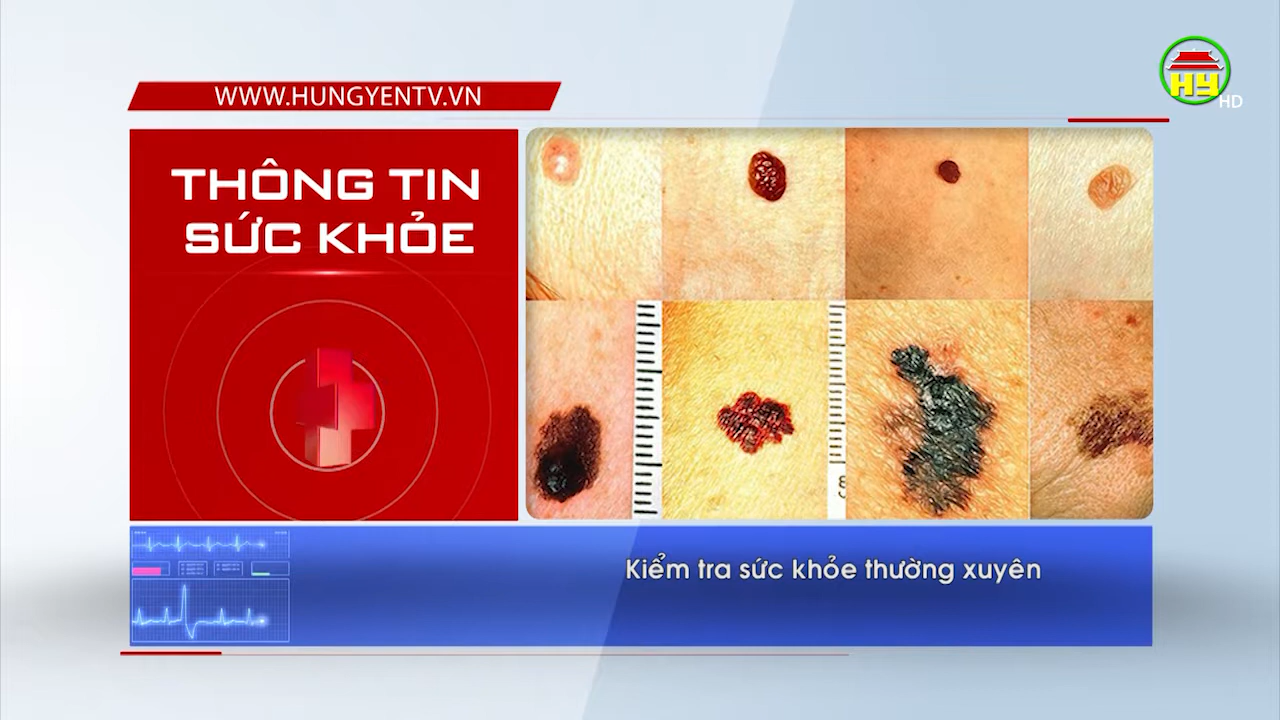 WWW.HUNGYENTV.VN
HY
HD
THÔNG TIN
SỨC KHỎE
Kiểm tra sức khỏe thường xuyên